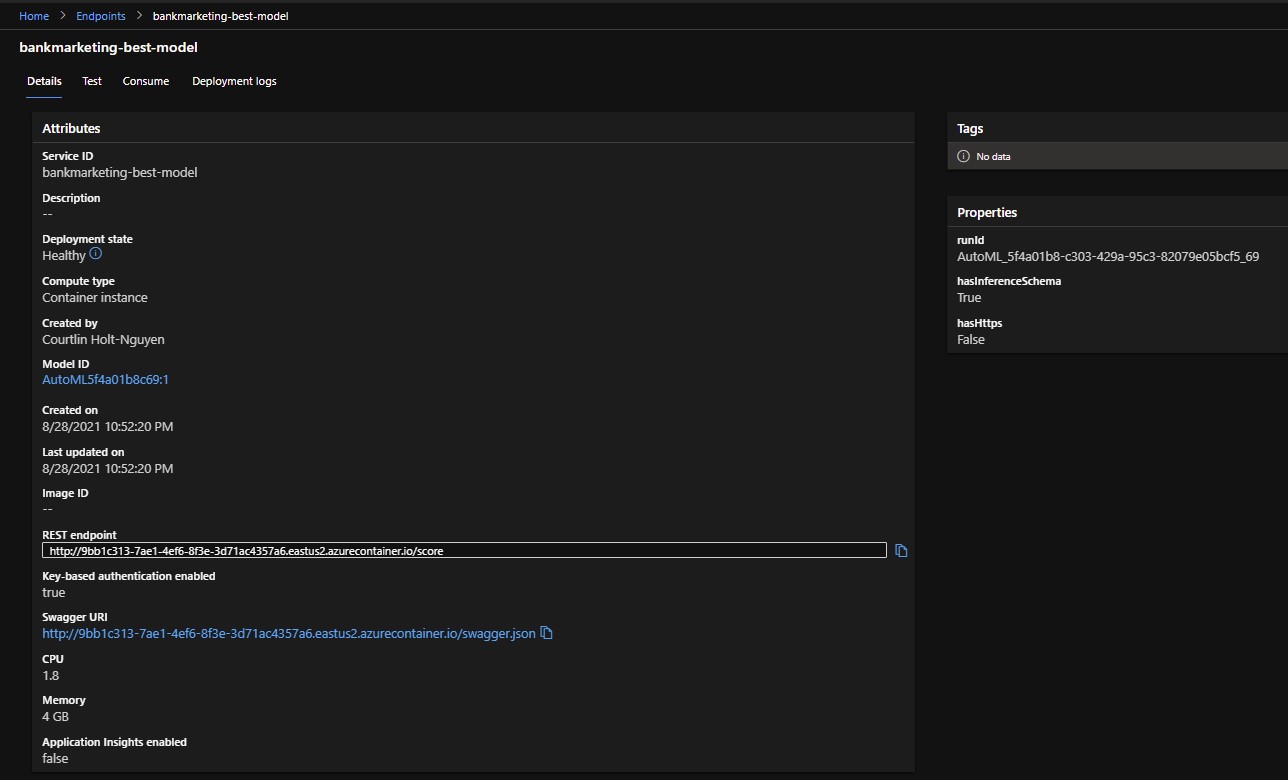 Home > Endpoints > bankmarketing-best-model
bankmarketing-best-model
Details Test Consume Deployment logs
Attributes
Service ID
bankmarketing-best-model
Description
--
Deployment state
Healthy
Compute type
Container instance
Created by
Courtlin Holt-Nguyen
Model ID
AutoML5f4a01b8c69:1
Created on
8/28/2021 10:52:20 PM
Last updated on
8/28/2021 10:52:20 PM
Image ID
--
REST endpoint
http://9bb1c313-7ae1-4ef6-8f3e-3d71ac4357a6.eastus2.azurecontainer.io/score
Key-based authentication enabled
true
Swagger URI
http://9bb1c313-7ae1-4ef6-8f3e-3d71ac4357a6.eastus2.azurecontainer.io/swagger.json
CPU
1.8
Memory
4 GB
Application Insights enabled
false
Tags
No data
Properties
runId
AutoML_5f4a01b8-c303-429a-95c3-82079e05bcf5_69
hasInferenceSchema
True
hasHttps
False